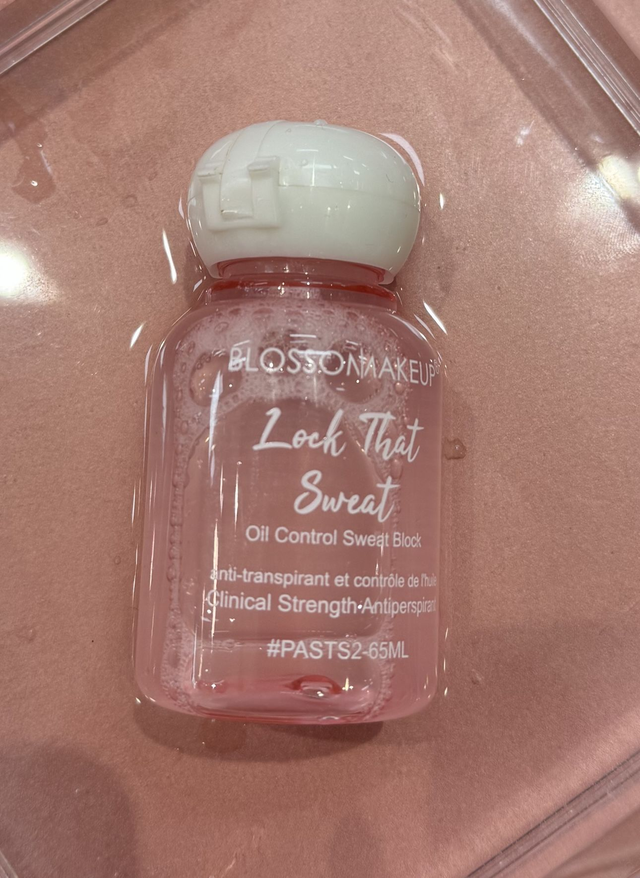 BLOSSOMAKEUP
Lock That
Sweat
Oil Control Sweat Block
anti-transpirant et contrôle de l'huile
Clinical Strength Antiperspirant
#PASTS2-65ML